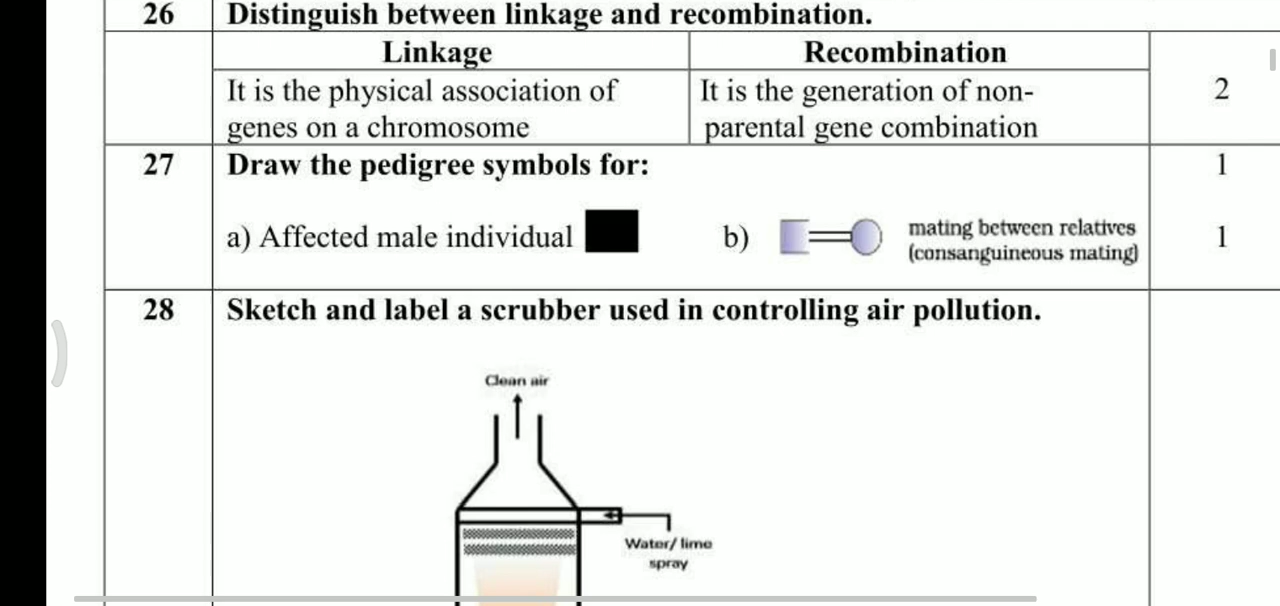 26 Distinguish between linkage and recombination.
Linkage Recombination
It is the physical association of It is the generation of non- 2
genes on a chromosome parental gene combination
27 Draw the pedigree symbols for: 1
a) Affected male individual b) mating between relatives 1
(consanguineous mating)
28 Sketch and label a scrubber used in controlling air pollution.
Clean air
Water/ lime
spray